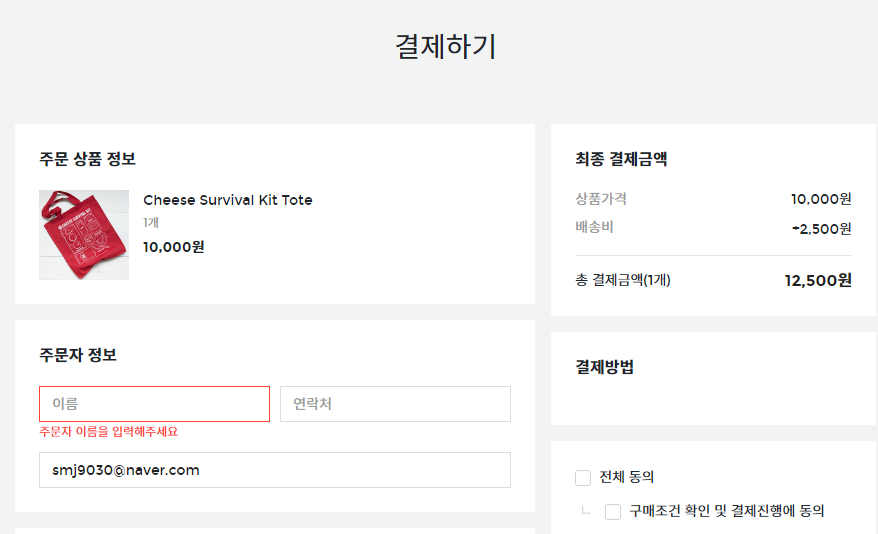 결제하기
주문 상품 정보
CHEESE SURVIVAL KIT
Cheese Survival Kit Tote
1개
10,000원
주문자 정보
이름
연락처
주문자 이름을 입력해주세요
smj9030@naver.com
최종 결제금액
상품가격
10,000원
배송비
+2,500원
총 결제금액(1개)
12,500원
결제방법
전체 동의
구매조건 확인 및 결제진행에 동의